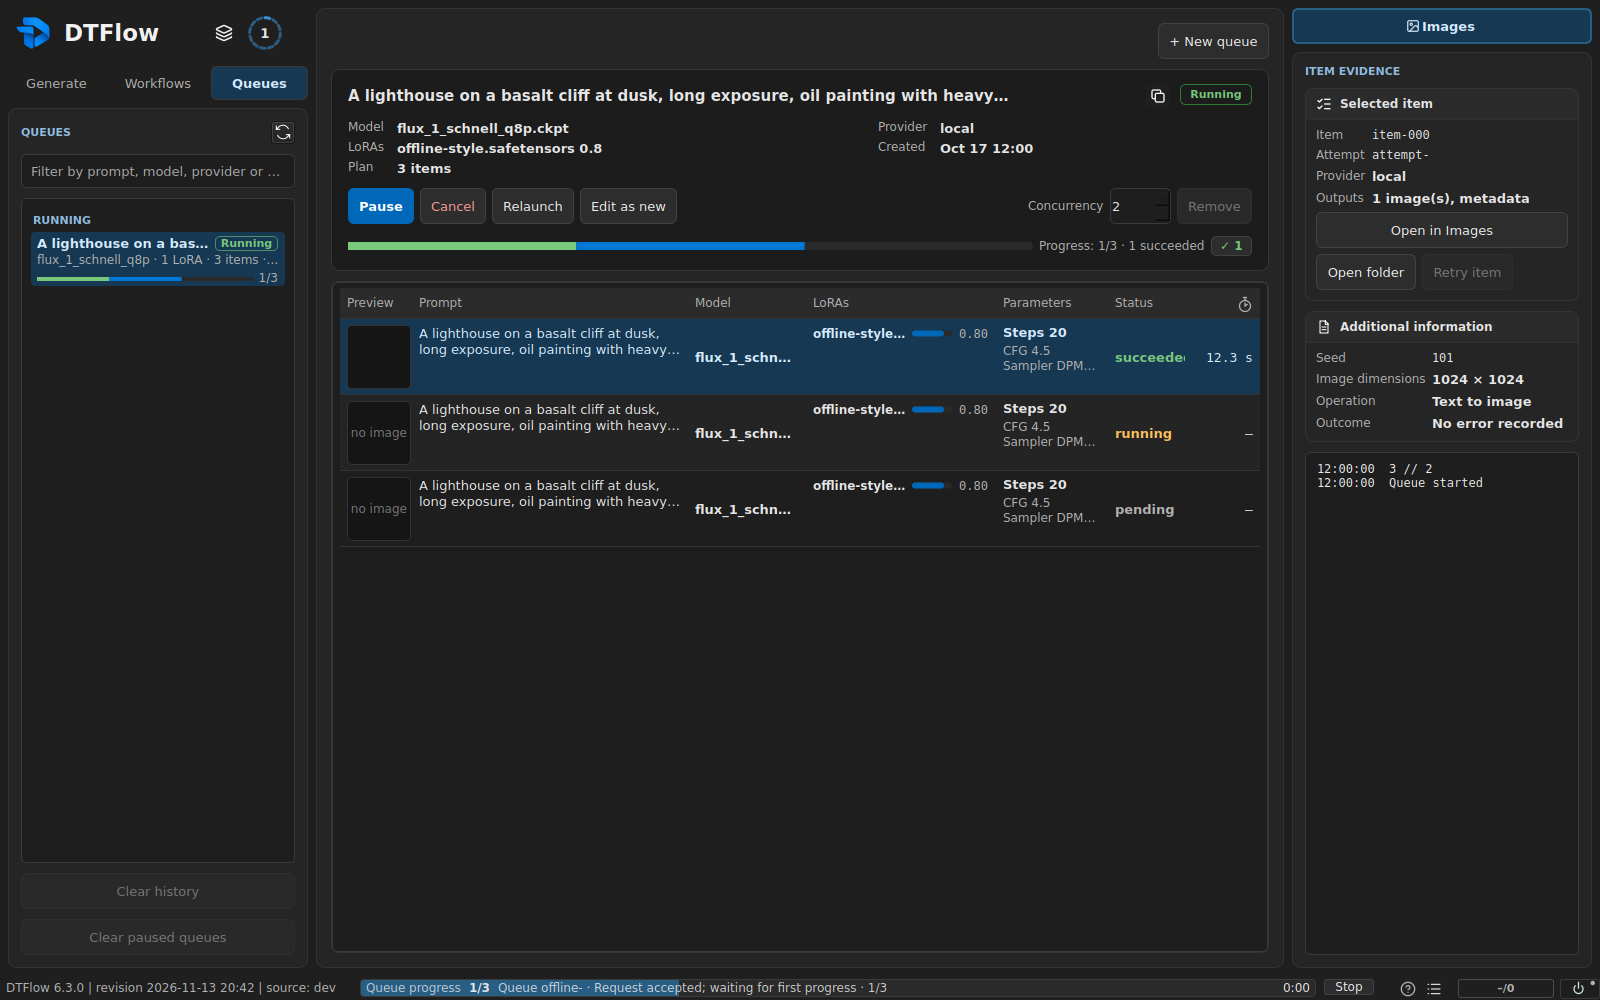 DTFlow
1
Generate
Workflows
Queues
QUEUES
Filter by prompt, model, provider or ...
RUNNING
A lighthouse on a bas... Running
flux_1_schnell_q8p · 1 LoRA · 3 items ·...
1/3
Clear history
Clear paused queues
+ New queue
A lighthouse on a basalt cliff at dusk, long exposure, oil painting with heavy...
Running
Model flux_1_schnell_q8p.ckpt
Provider local
LoRAs offline-style.safetensors 0.8
Created Oct 17 12:00
Plan 3 items
Pause
Cancel
Relaunch
Edit as new
Concurrency 2
Remove
Progress: 1/3 · 1 succeeded
✓ 1
Preview Prompt Model LoRAs Parameters Status
A lighthouse on a basalt cliff at dusk,
long exposure, oil painting with heavy...
flux_1_schn...
offline-style... 0.80
Steps 20
CFG 4.5
Sampler DPM...
succeeded
12.3 s
no image
A lighthouse on a basalt cliff at dusk,
long exposure, oil painting with heavy...
flux_1_schn...
offline-style... 0.80
Steps 20
CFG 4.5
Sampler DPM...
running
–
no image
A lighthouse on a basalt cliff at dusk,
long exposure, oil painting with heavy...
flux_1_schn...
offline-style... 0.80
Steps 20
CFG 4.5
Sampler DPM...
pending
–
Images
ITEM EVIDENCE
Selected item
Item item-000
Attempt attempt-
Provider local
Outputs 1 image(s), metadata
Open in Images
Open folder
Retry item
Additional information
Seed 101
Image dimensions 1024 × 1024
Operation Text to image
Outcome No error recorded
12:00:00 3 // 2
12:00:00 Queue started
DTFlow 6.3.0 | revision 2026-11-13 20:42 | source: dev
Queue progress 1/3 Queue offline- · Request accepted; waiting for first progress · 1/3
0:00
Stop
–/0